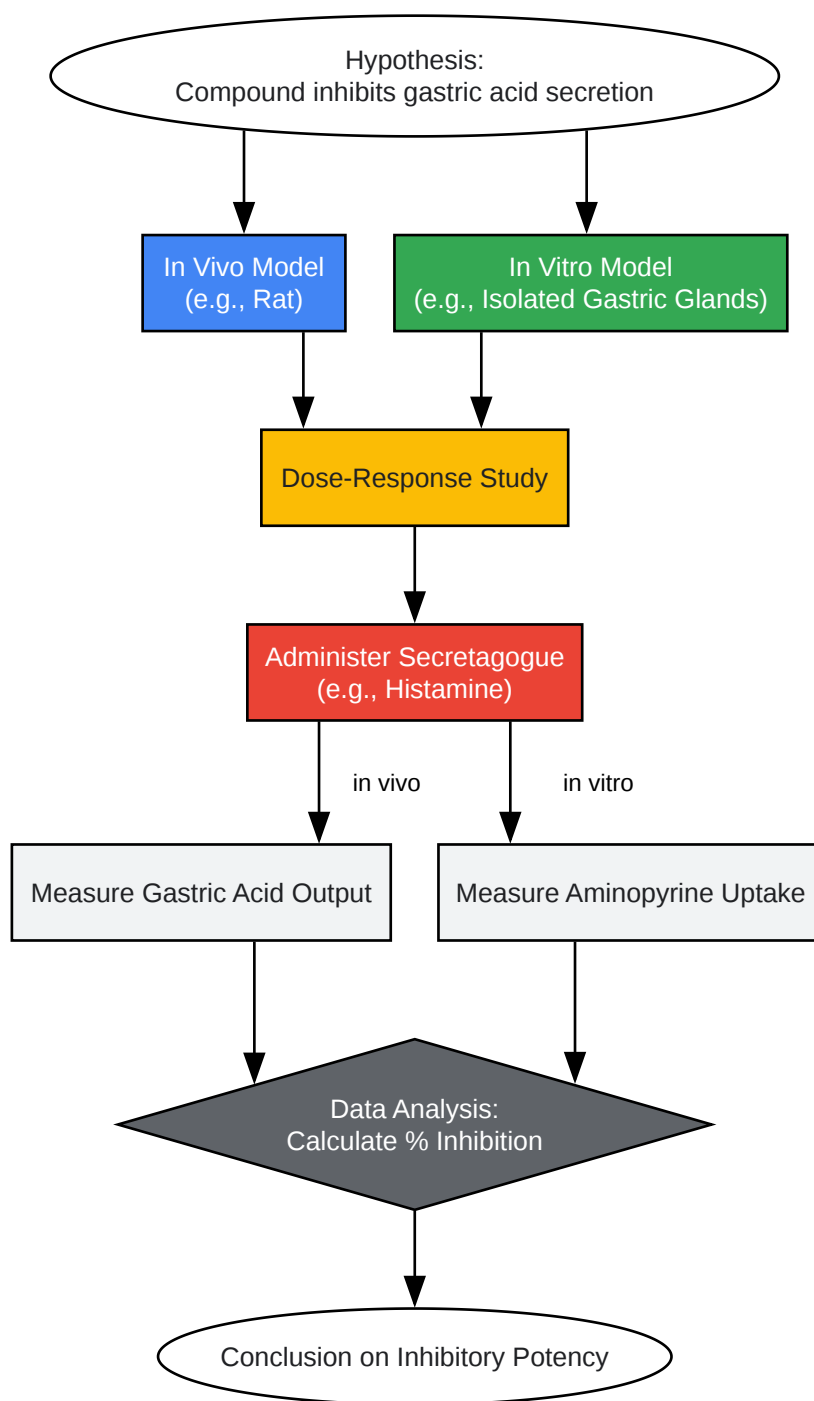 Hypothesis:
Compound inhibits gastric acid secretion
In Vivo Model
(e.g., Rat)
In Vitro Model
(e.g., Isolated Gastric Glands)
Dose-Response Study
Administer Secretagogue
(e.g., Histamine)
in vivo
in vitro
Measure Gastric Acid Output
Measure Aminopyrine Uptake
Data Analysis:
Calculate % Inhibition
Conclusion on Inhibitory Potency